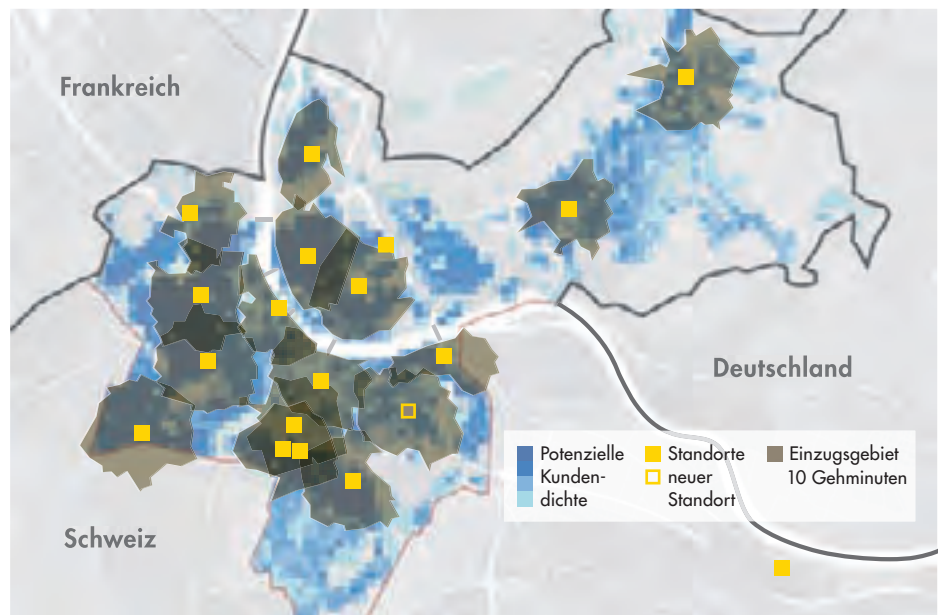 Frankreich
Deutschland
Schweiz
Potenzielle
Kunden-
dichte
Standorte
neuer
Standort
Einzugsgebiet
10 Gehminuten